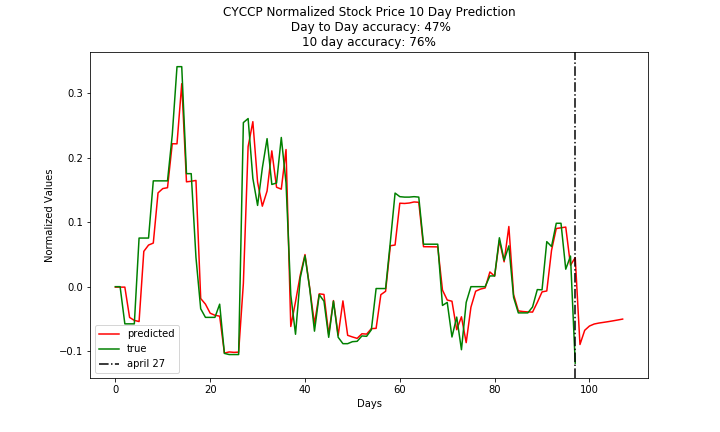 CYCCP Normalized Stock Price 10 Day Prediction
Day to Day accuracy: 47%
10 day accuracy: 76%
Normalized Values
0.3
0.2
0.1
0.0
−0.1
predicted
true
april 27
0
20
40
60
80
100
Days